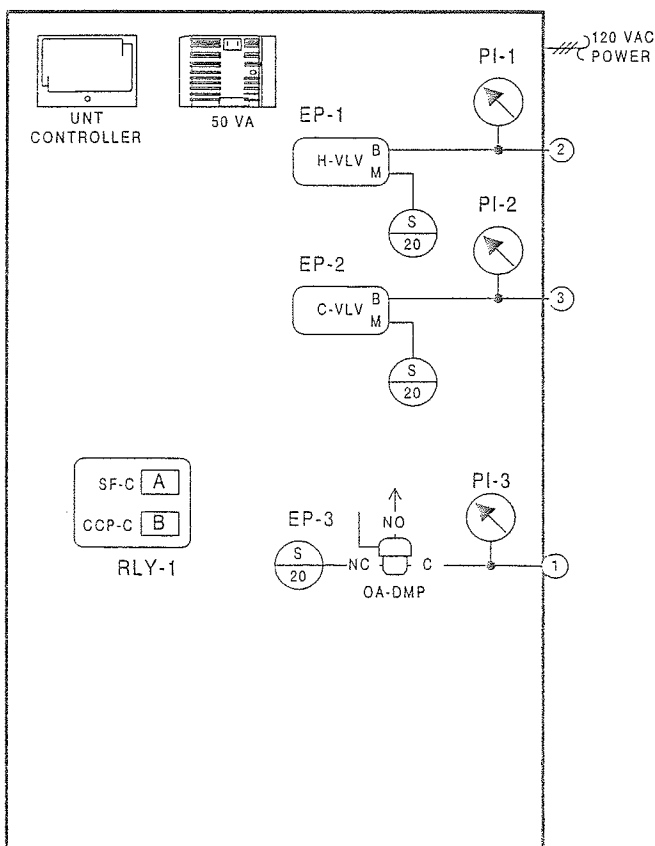 120 VAC
POWER
PI-1
UNT
CONTROLLER
50 VA
EP-1
H-VLV
B
M
2
S
20
PI-2
EP-2
C-VLV
B
M
3
S
20
SF-C A
CCP-C B
RLY-1
PI-3
EP-3
NO
S
20
NC
C
1
OA-DMP